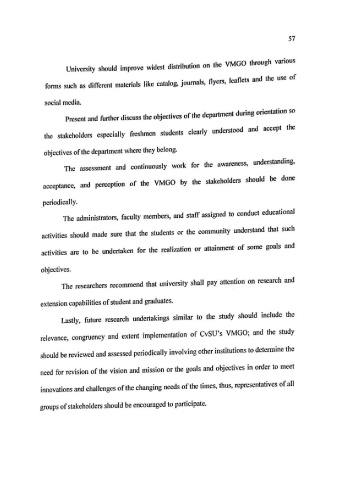 57
University should improve widest distribution on the VMGO through various
forms such as different materials like catalog, journals, flyers, leaflets and the use of
social media.
Present and further discuss the objectives of the department during orientation so
the stakeholders especially freshmen students clearly understood and accept the
objectives of the department where they belong.
The assessment and continuously work for the awareness, understanding,
acceptance, and perception of the VMGO by the stakeholders should be done
periodically.
The administrators, faculty members, and staff assigned to conduct educational
activities should made sure that the students or the community understand that such
activities are to be undertaken for the realization or attainment of some goals and
objectives.
The researchers recommend that university shall pay attention on research and
extension capabilities of student and graduates.
Lastly, future research undertakings similar to the study should include the
relevance, congruency and extent implementation of CvSU's VMGO; and the study
should be reviewed and assessed periodically involving other institutions to determine the
need for revision of the vision and mission or the goals and objectives in order to meet
innovations and challenges of the changing needs of the times, thus, representatives of all
groups of stakeholders should be encouraged to participate.